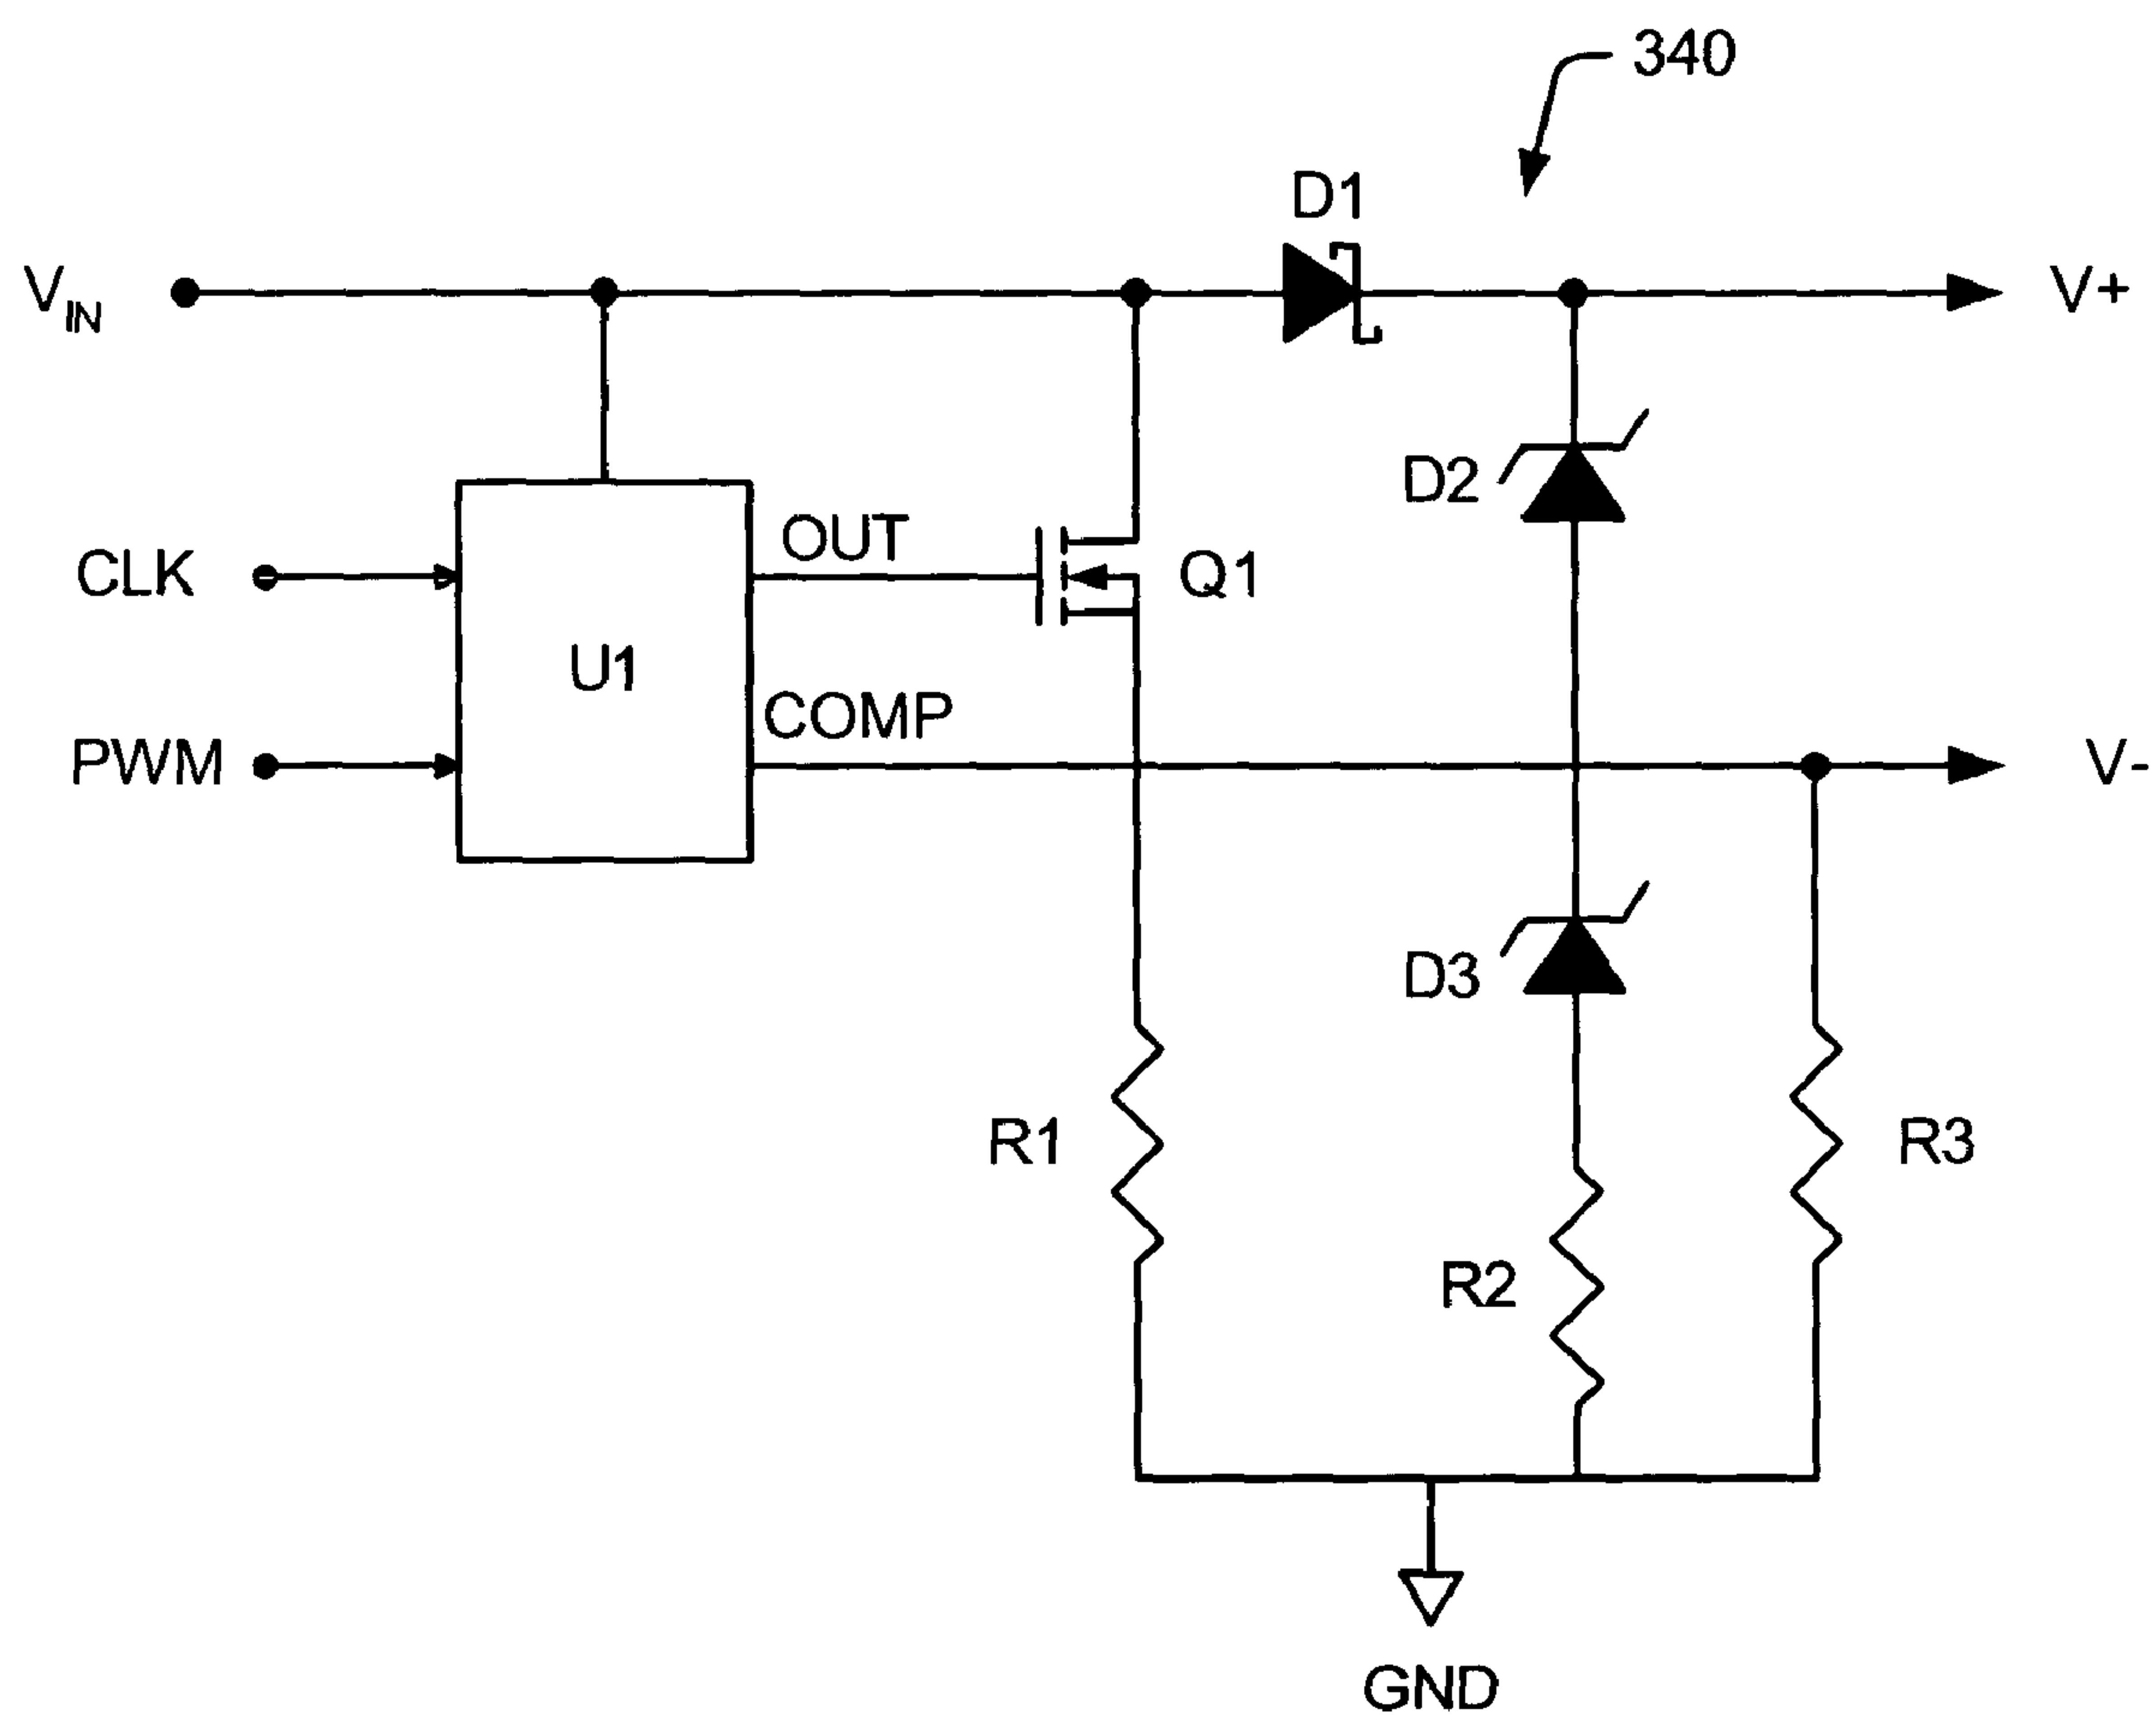 340
D1
VIN
V+
D2
OUT
CLK
Q1
U1
COMP
PWM
V-
D3
R1
R3
R2
GND